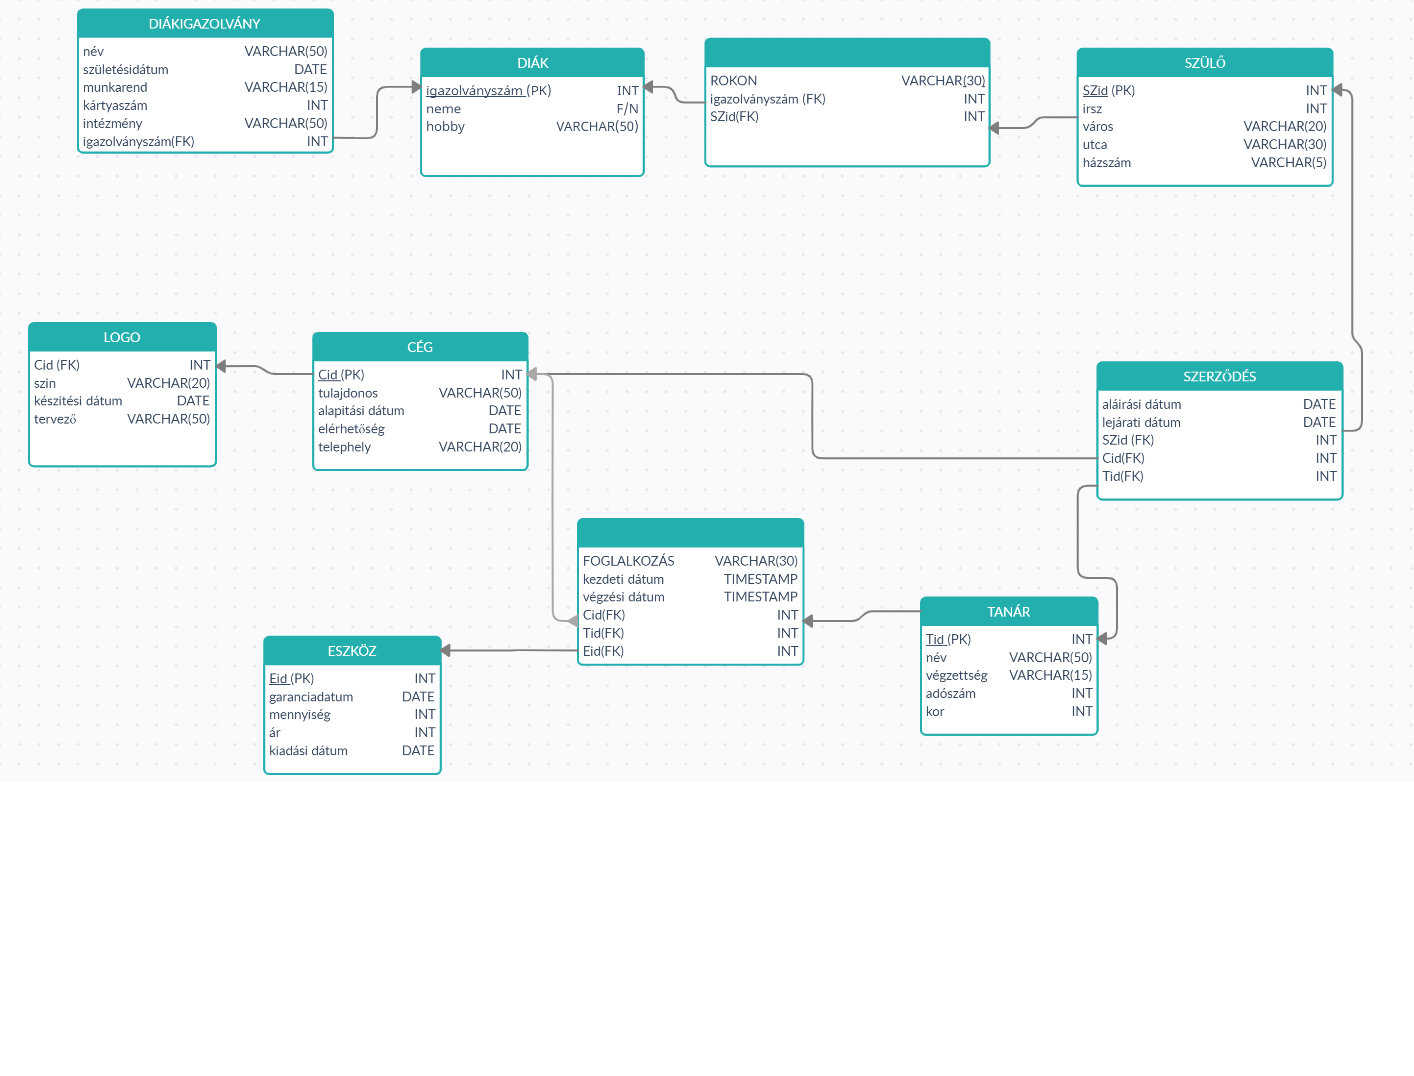 DIÁKIGAZOLVÁNY
név VARCHAR(50)
születésidátum DATE
munkarend VARCHAR(15)
kártyaszám INT
intézmény VARCHAR(50)
igazolványszám(FK) INT
DIÁK
igazolványszám (PK) INT
neme F/N
hobby VARCHAR(50)
ROKON VARCHAR(30)
igazolványszám (FK) INT
SZid(FK) INT
SZÜLŐ
SZid (PK) INT
irsz INT
város VARCHAR(20)
utca VARCHAR(30)
házszám VARCHAR(5)
LOGO
Cid (FK) INT
szin VARCHAR(20)
készitési dátum DATE
tervező VARCHAR(50)
CÉG
Cid (PK) INT
tulajdonos VARCHAR(50)
alapitási dátum DATE
elérhetőség DATE
telephely VARCHAR(20)
SZERZŐDÉS
aláirási dátum DATE
lejárati dátum DATE
SZid (FK) INT
Cid(FK) INT
Tid(FK) INT
FOGLALKOZÁS VARCHAR(30)
kezdeti dátum TIMESTAMP
végzési dátum TIMESTAMP
Cid(FK) INT
Tid(FK) INT
Eid(FK) INT
TANÁR
Tid (PK) INT
név VARCHAR(50)
végzettség VARCHAR(15)
adószám INT
kor INT
ESZKÖZ
Eid (PK) INT
garanciadatum DATE
mennyiség INT
ár INT
kiadási dátum DATE